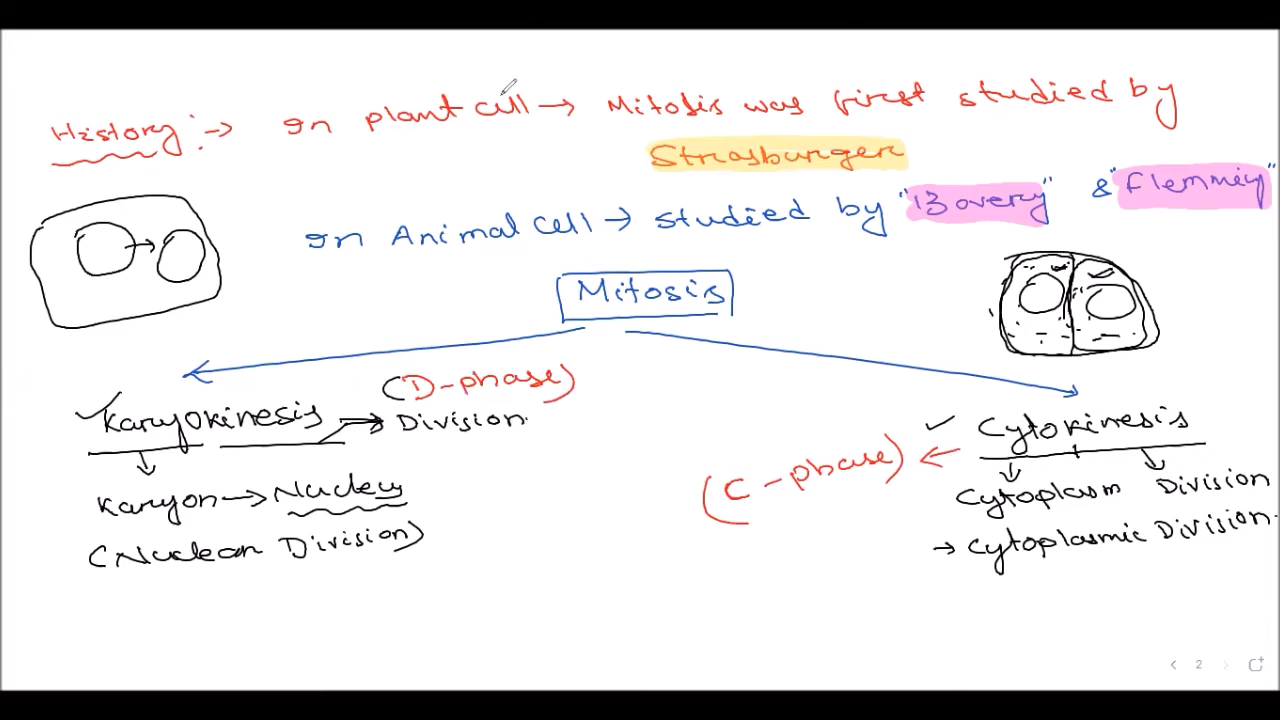 History :→ In plant cell → Mitosis was first studied by
Strasburger
In Animal cell → studied by "Bovery" & "Flemming"
Mitosis
(D-phase)
Karyokinesis → Division
Karyon → Nucleus
(Nuclear Division)
Cytokinesis
(C-phase) ←
Cytoplasm Division
→ Cytoplasmic Division
2